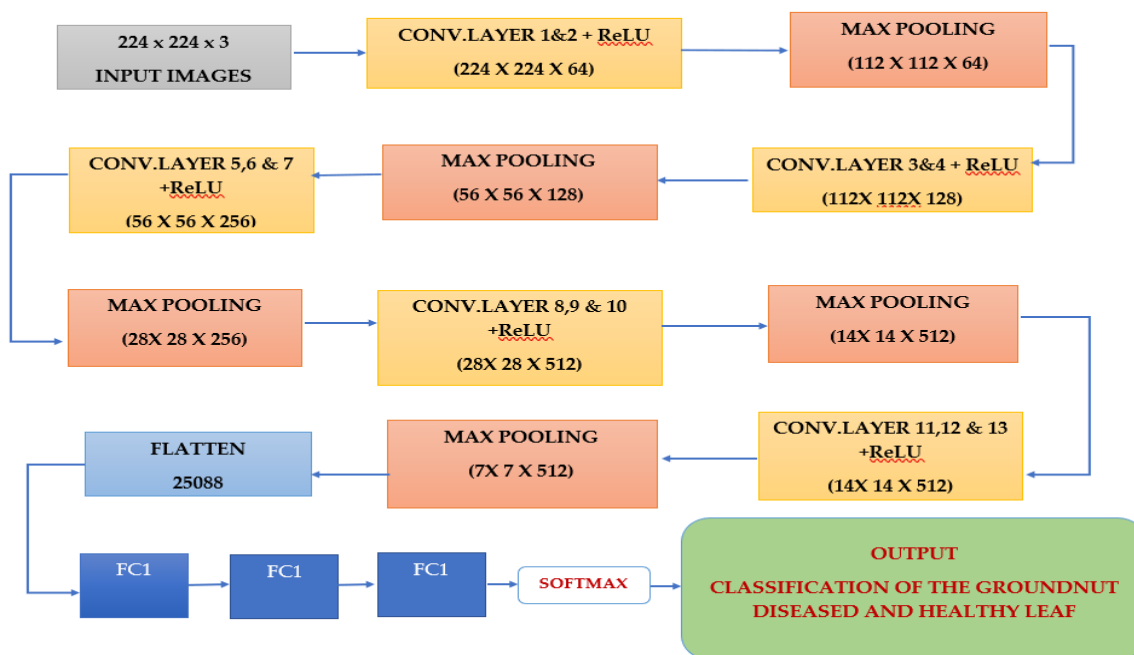 224 x 224 x 3
INPUT IMAGES
CONV.LAYER 1&2 + ReLU
(224 X 224 X 64)
MAX POOLING
(112 X 112 X 64)
CONV.LAYER 3&4 + ReLU
(112X 112X 128)
MAX POOLING
(56 X 56 X 128)
CONV.LAYER 5,6 & 7
+ReLU
(56 X 56 X 256)
MAX POOLING
(28X 28 X 256)
CONV.LAYER 8,9 & 10
+ReLU
(28X 28 X 512)
MAX POOLING
(14X 14 X 512)
CONV.LAYER 11,12 & 13
+ReLU
(14X 14 X 512)
MAX POOLING
(7X 7 X 512)
FLATTEN
25088
FC1
FC1
FC1
SOFTMAX
OUTPUT
CLASSIFICATION OF THE GROUNDNUT
DISEASED AND HEALTHY LEAF